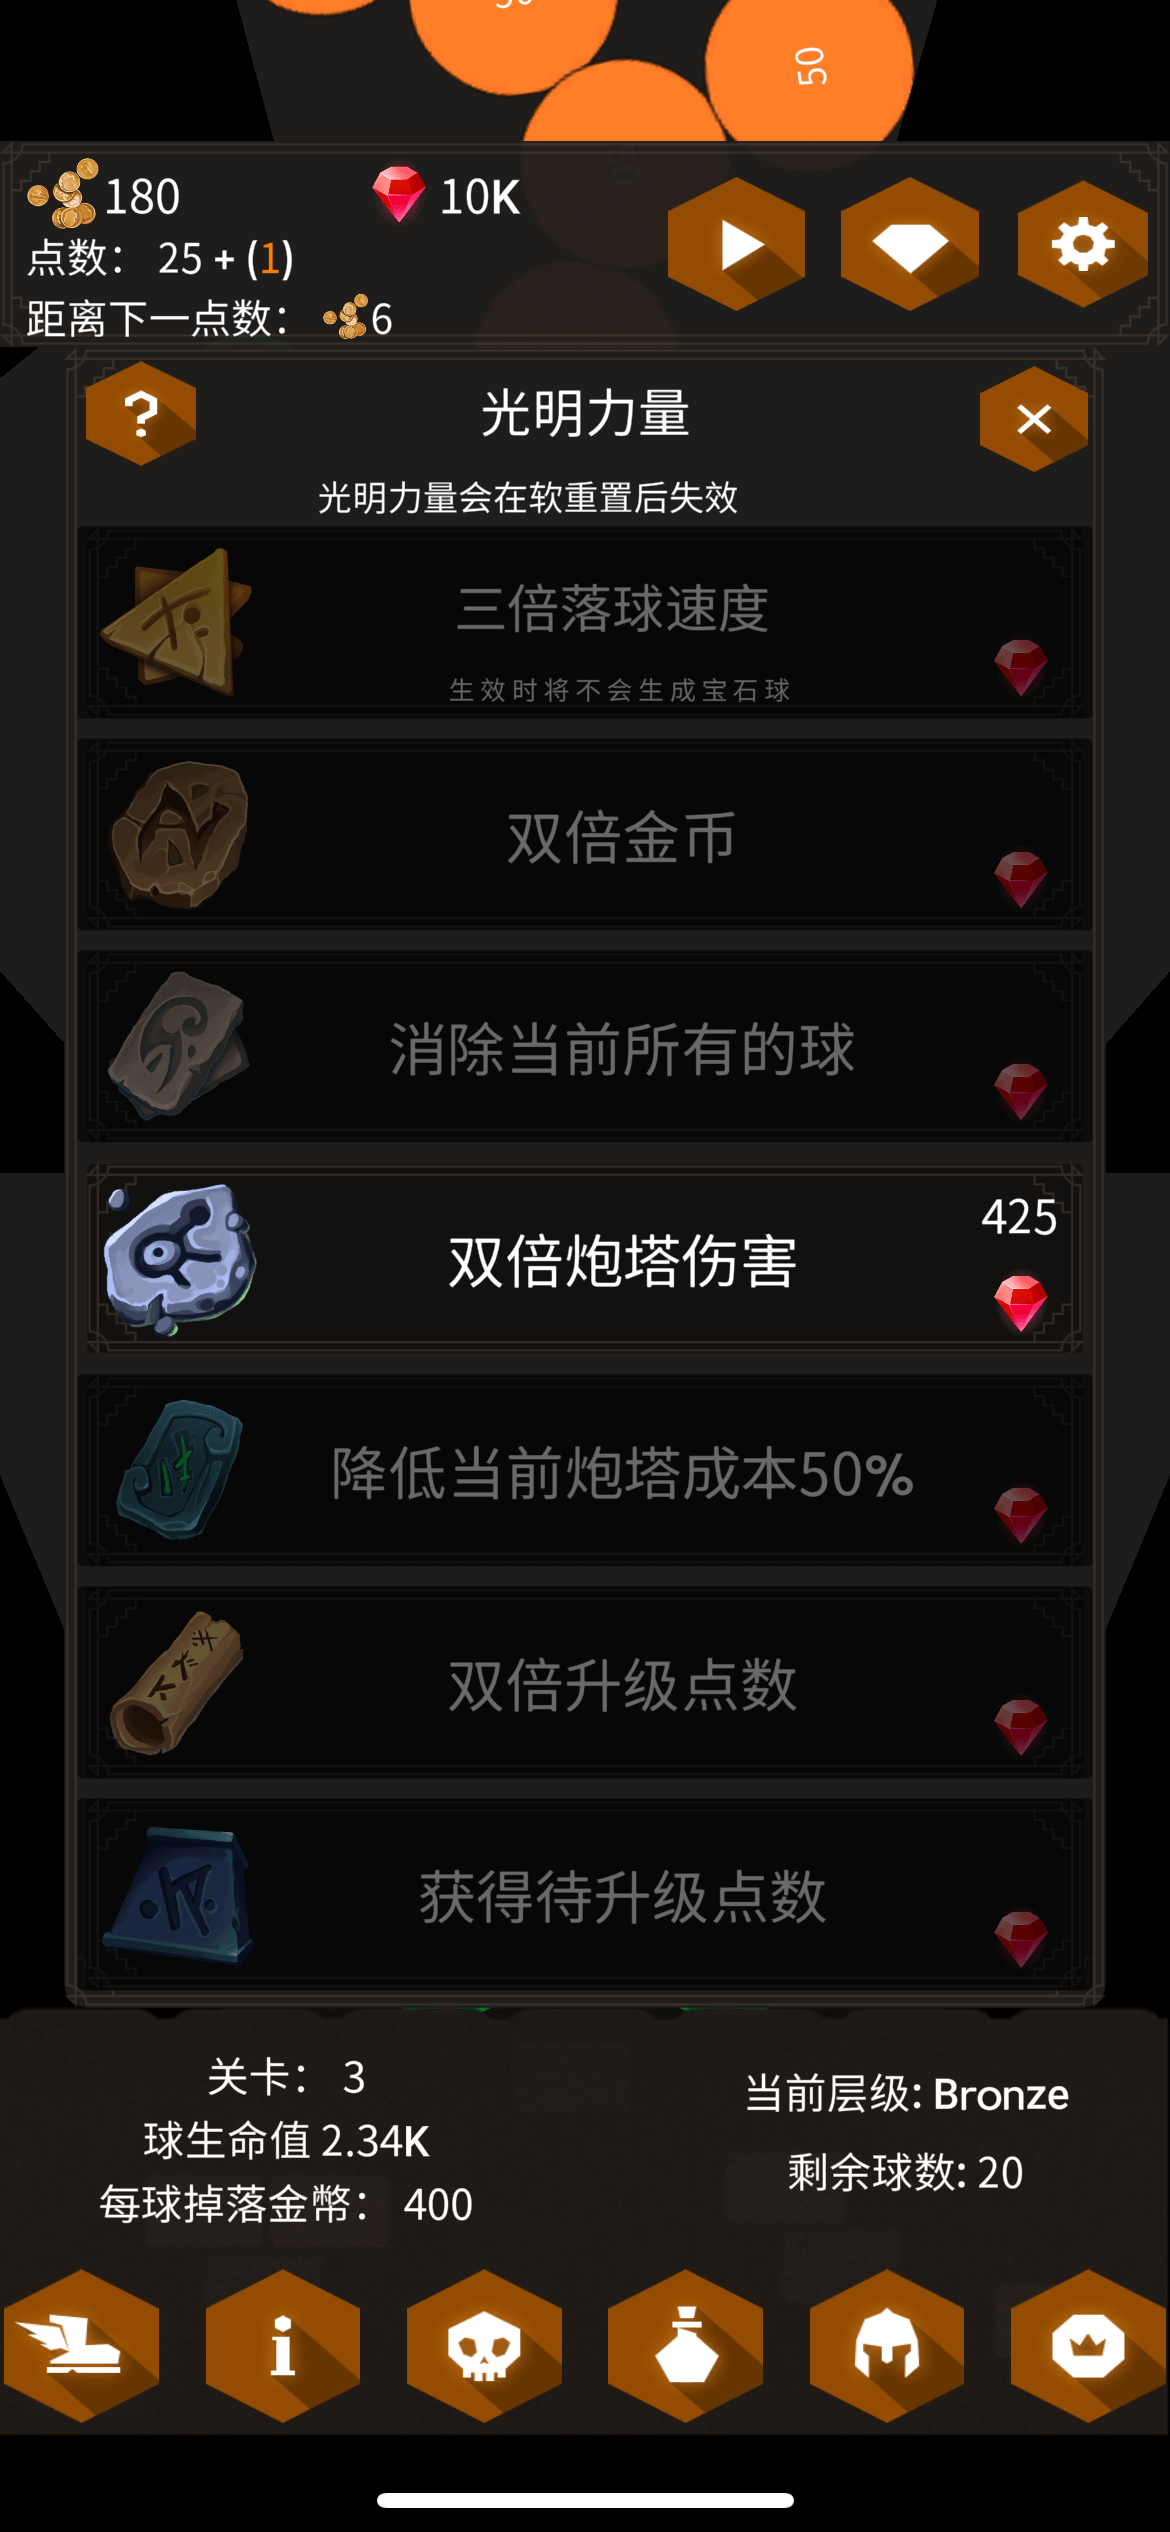 50
50
180
10K
点数： 25 + (1)
距离下一点数： 6
?
光明力量
光明力量会在软重置后失效
三倍落球速度
生效时将不会生成宝石球
双倍金币
消除当前所有的球
425
双倍炮塔伤害
降低当前炮塔成本50%
双倍升级点数
获得待升级点数
关卡： 3
球生命值 2.34K
每球掉落金幣： 400
当前层级: Bronze
剩余球数: 20